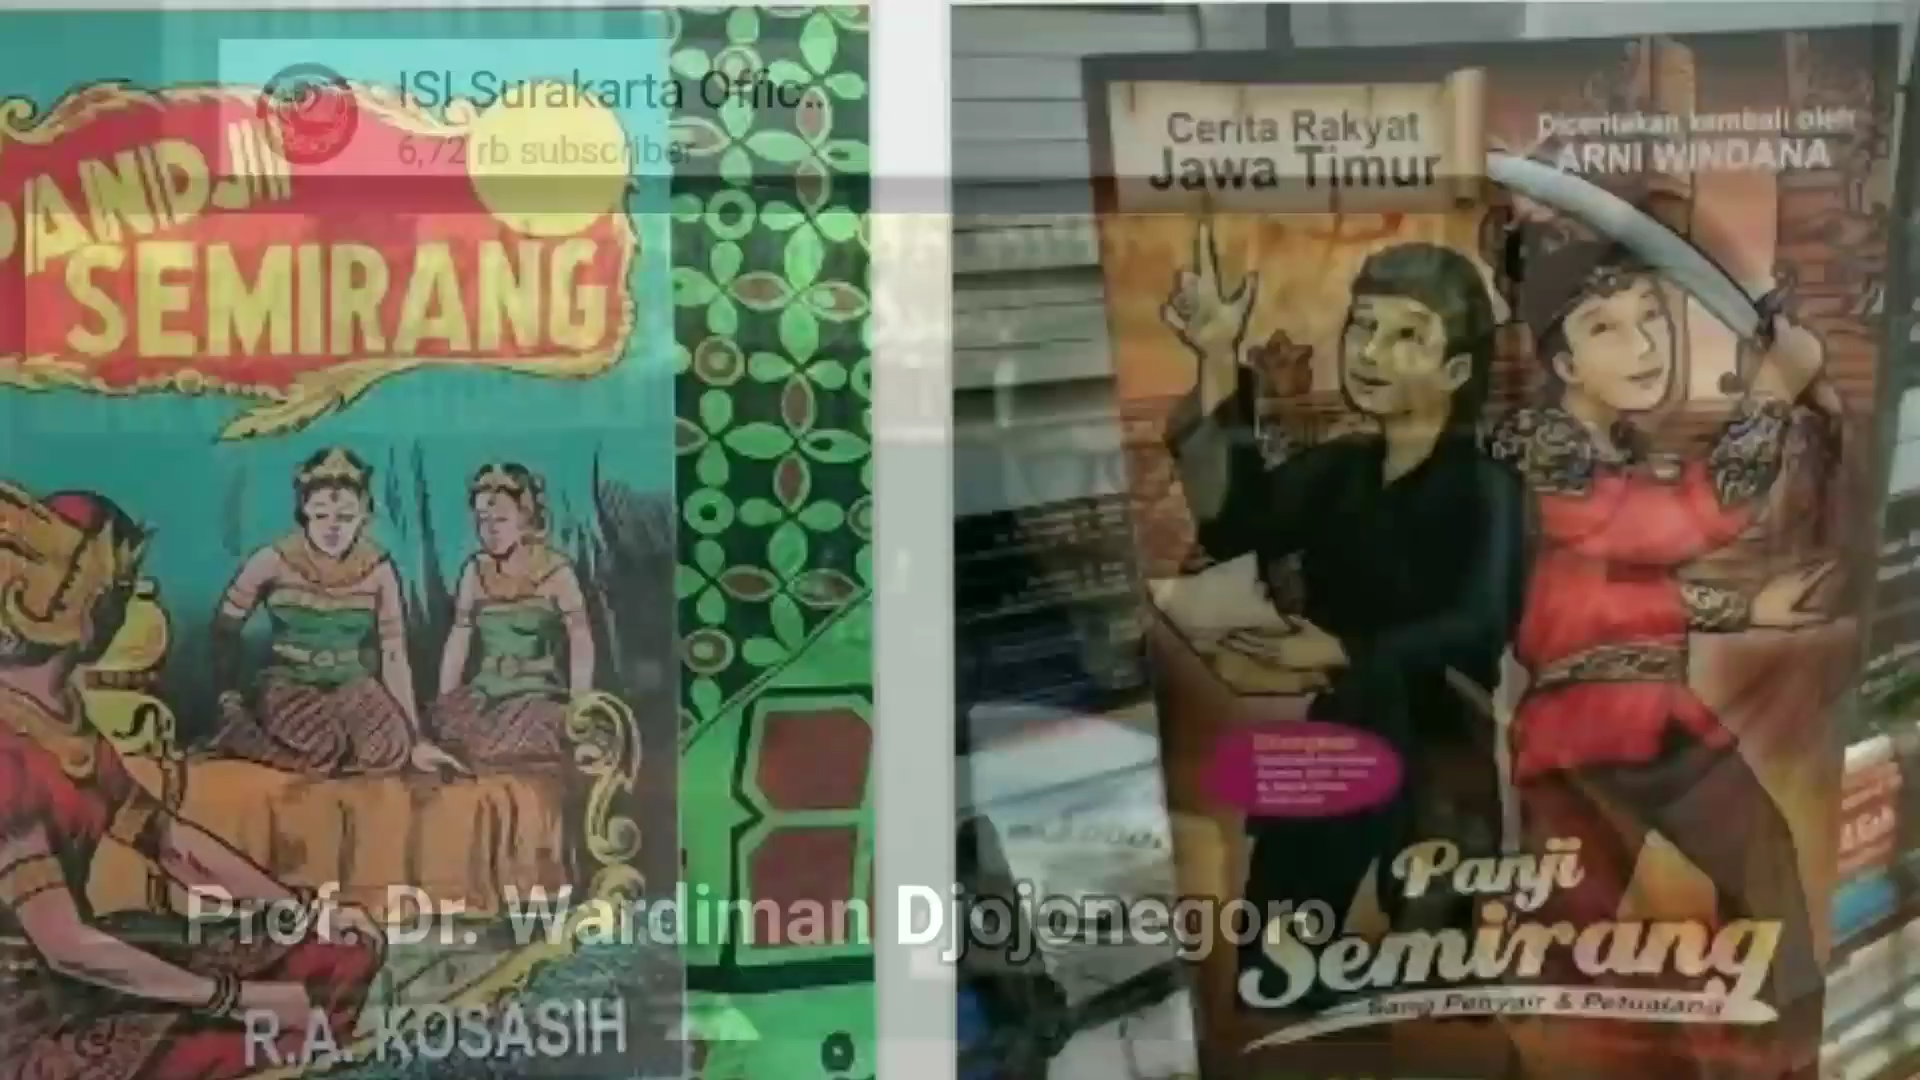 ISI Surakarta Offic...
6,72 rb subscriber
PANDJI
SEMIRANG
R.A. KOSASIH
Cerita Rakyat
Jawa Timur
Diceritakan kembali oleh
ARNI WINDANA
Panji
Semirang
Sang Penyair & Petualang
Prof. Dr. Wardiman Djojonegoro